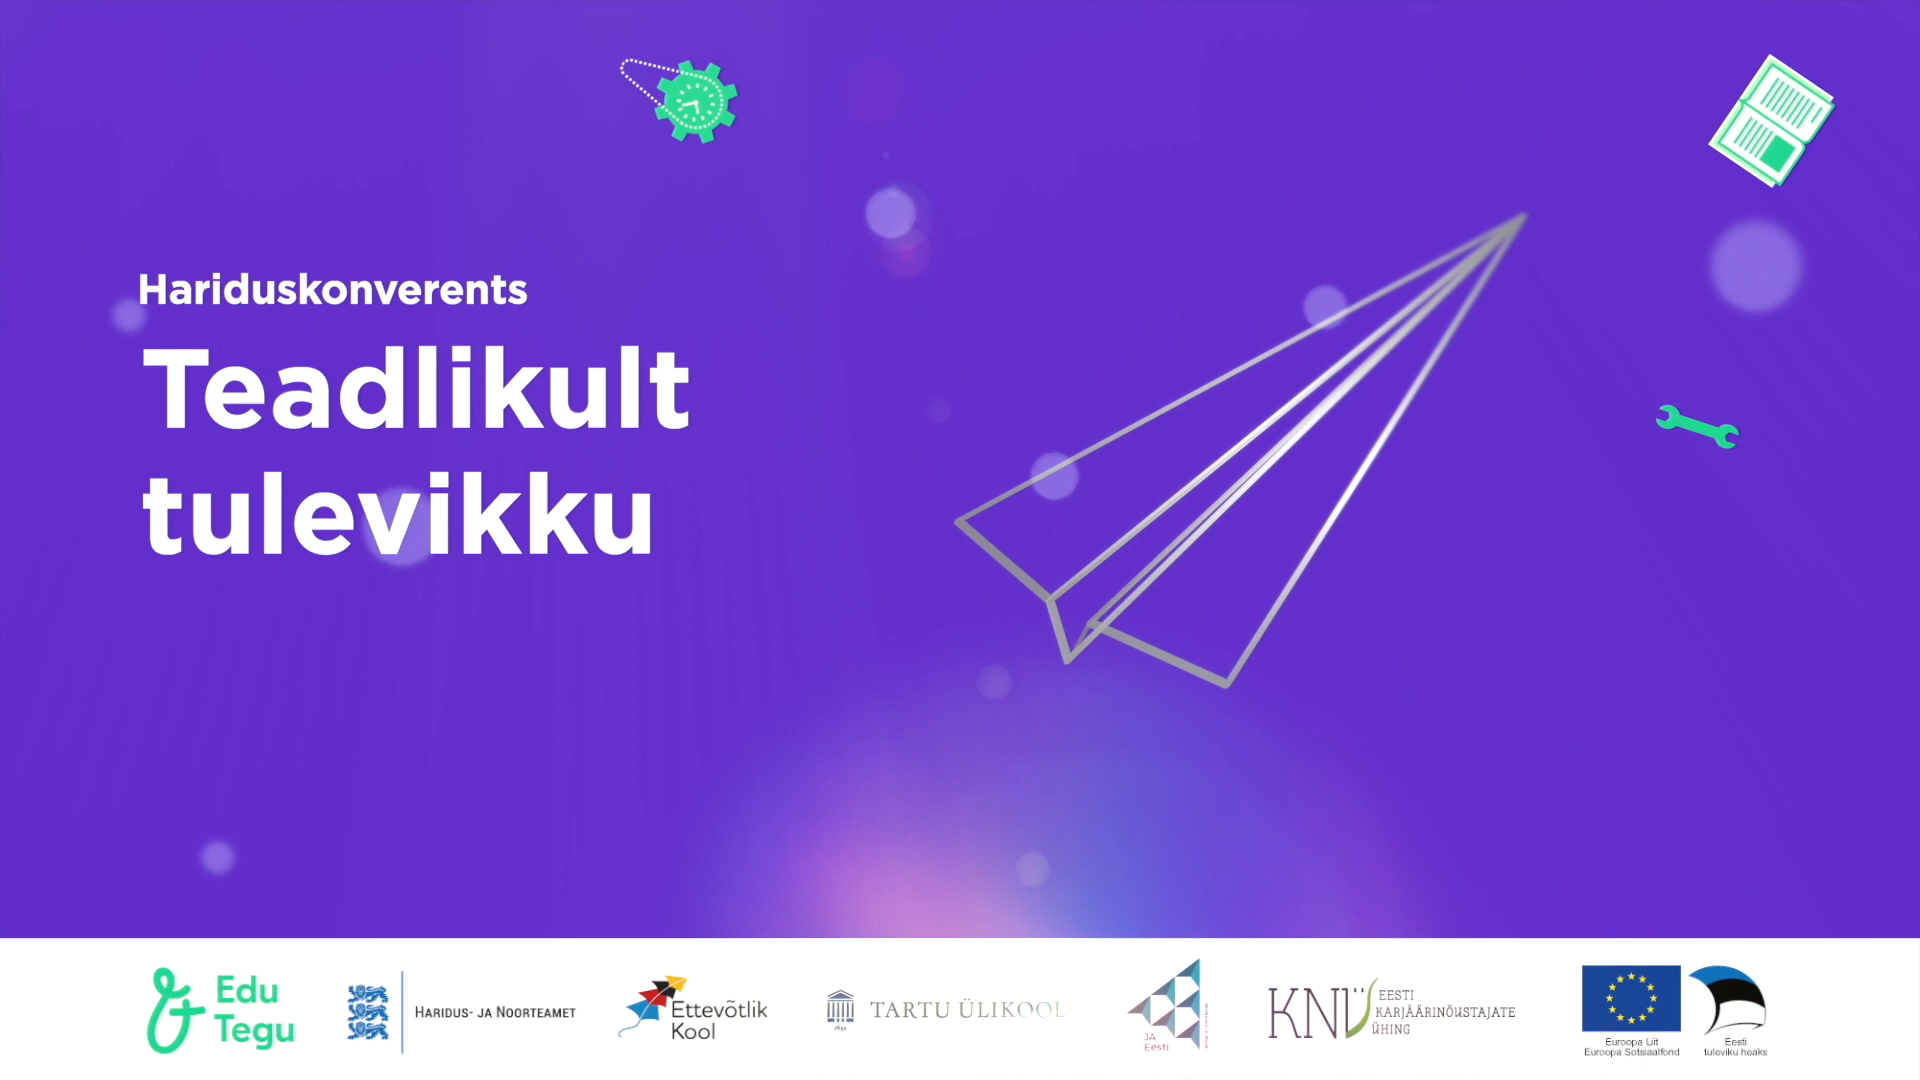 Hariduskonverents
Teadlikult
tulevikku
Edu
Tegu
HARIDUS- JA NOORTEAMET
Ettevõtlik
Kool
1632
TARTU ÜLIKOOL
JA
Eesti
KNÜ
EESTI
KARJÄÄRINÕUSTAJATE
ÜHING
Euroopa Liit
Euroopa Sotsiaalfond
Eesti
tuleviku heaks